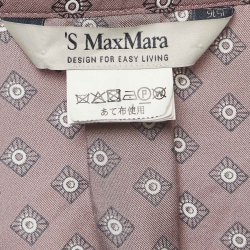 'S MaxMara
DESIGN FOR EASY LIVING
あて布使用